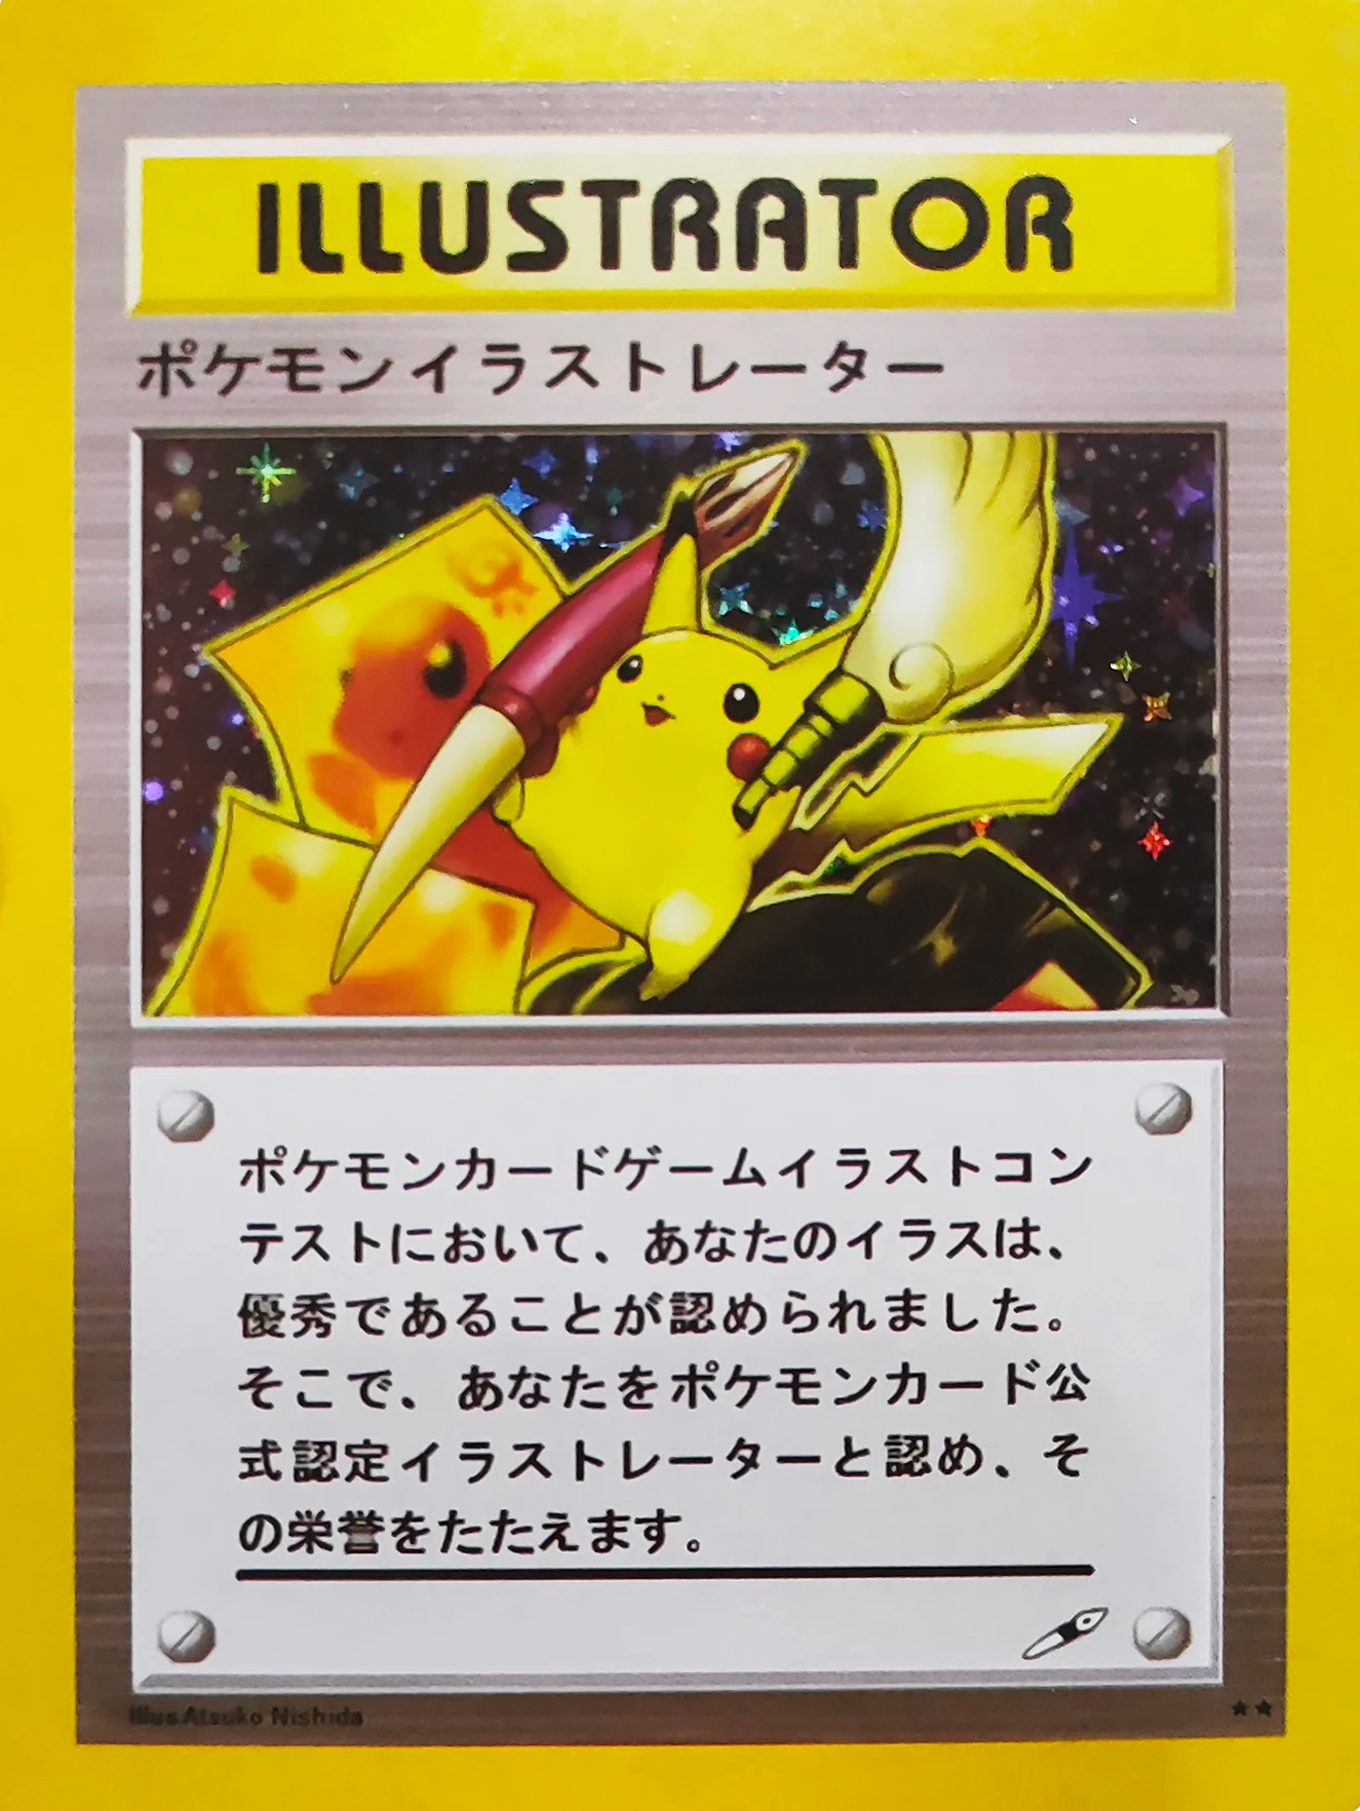 ILLUSTRATOR
ポケモンイラストレーター
ポケモンカードゲームイラストコン
テストにおいて、あなたのイラスは、
優秀であることが認められました。
そこで、あなたをポケモンカード公
式認定イラストレーターと認め、そ
の栄誉をたたえます。
Illus Atsuko Nishida
★★